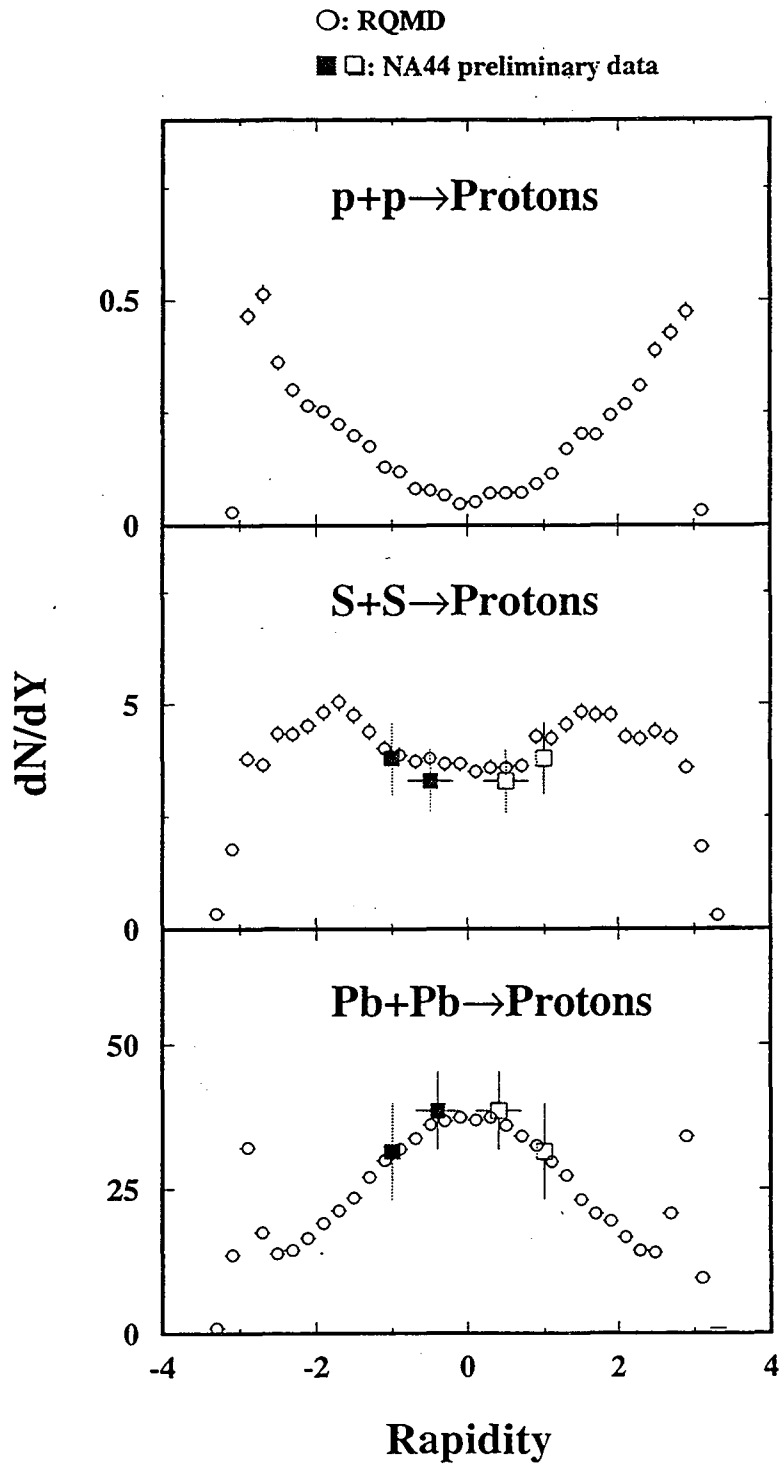 ○: RQMD
■ □: NA44 preliminary data
p+p→Protons
0.5
0
S+S→Protons
5
0
dN/dY
Pb+Pb→Protons
50
25
0
-4 -2 0 2 4
Rapidity